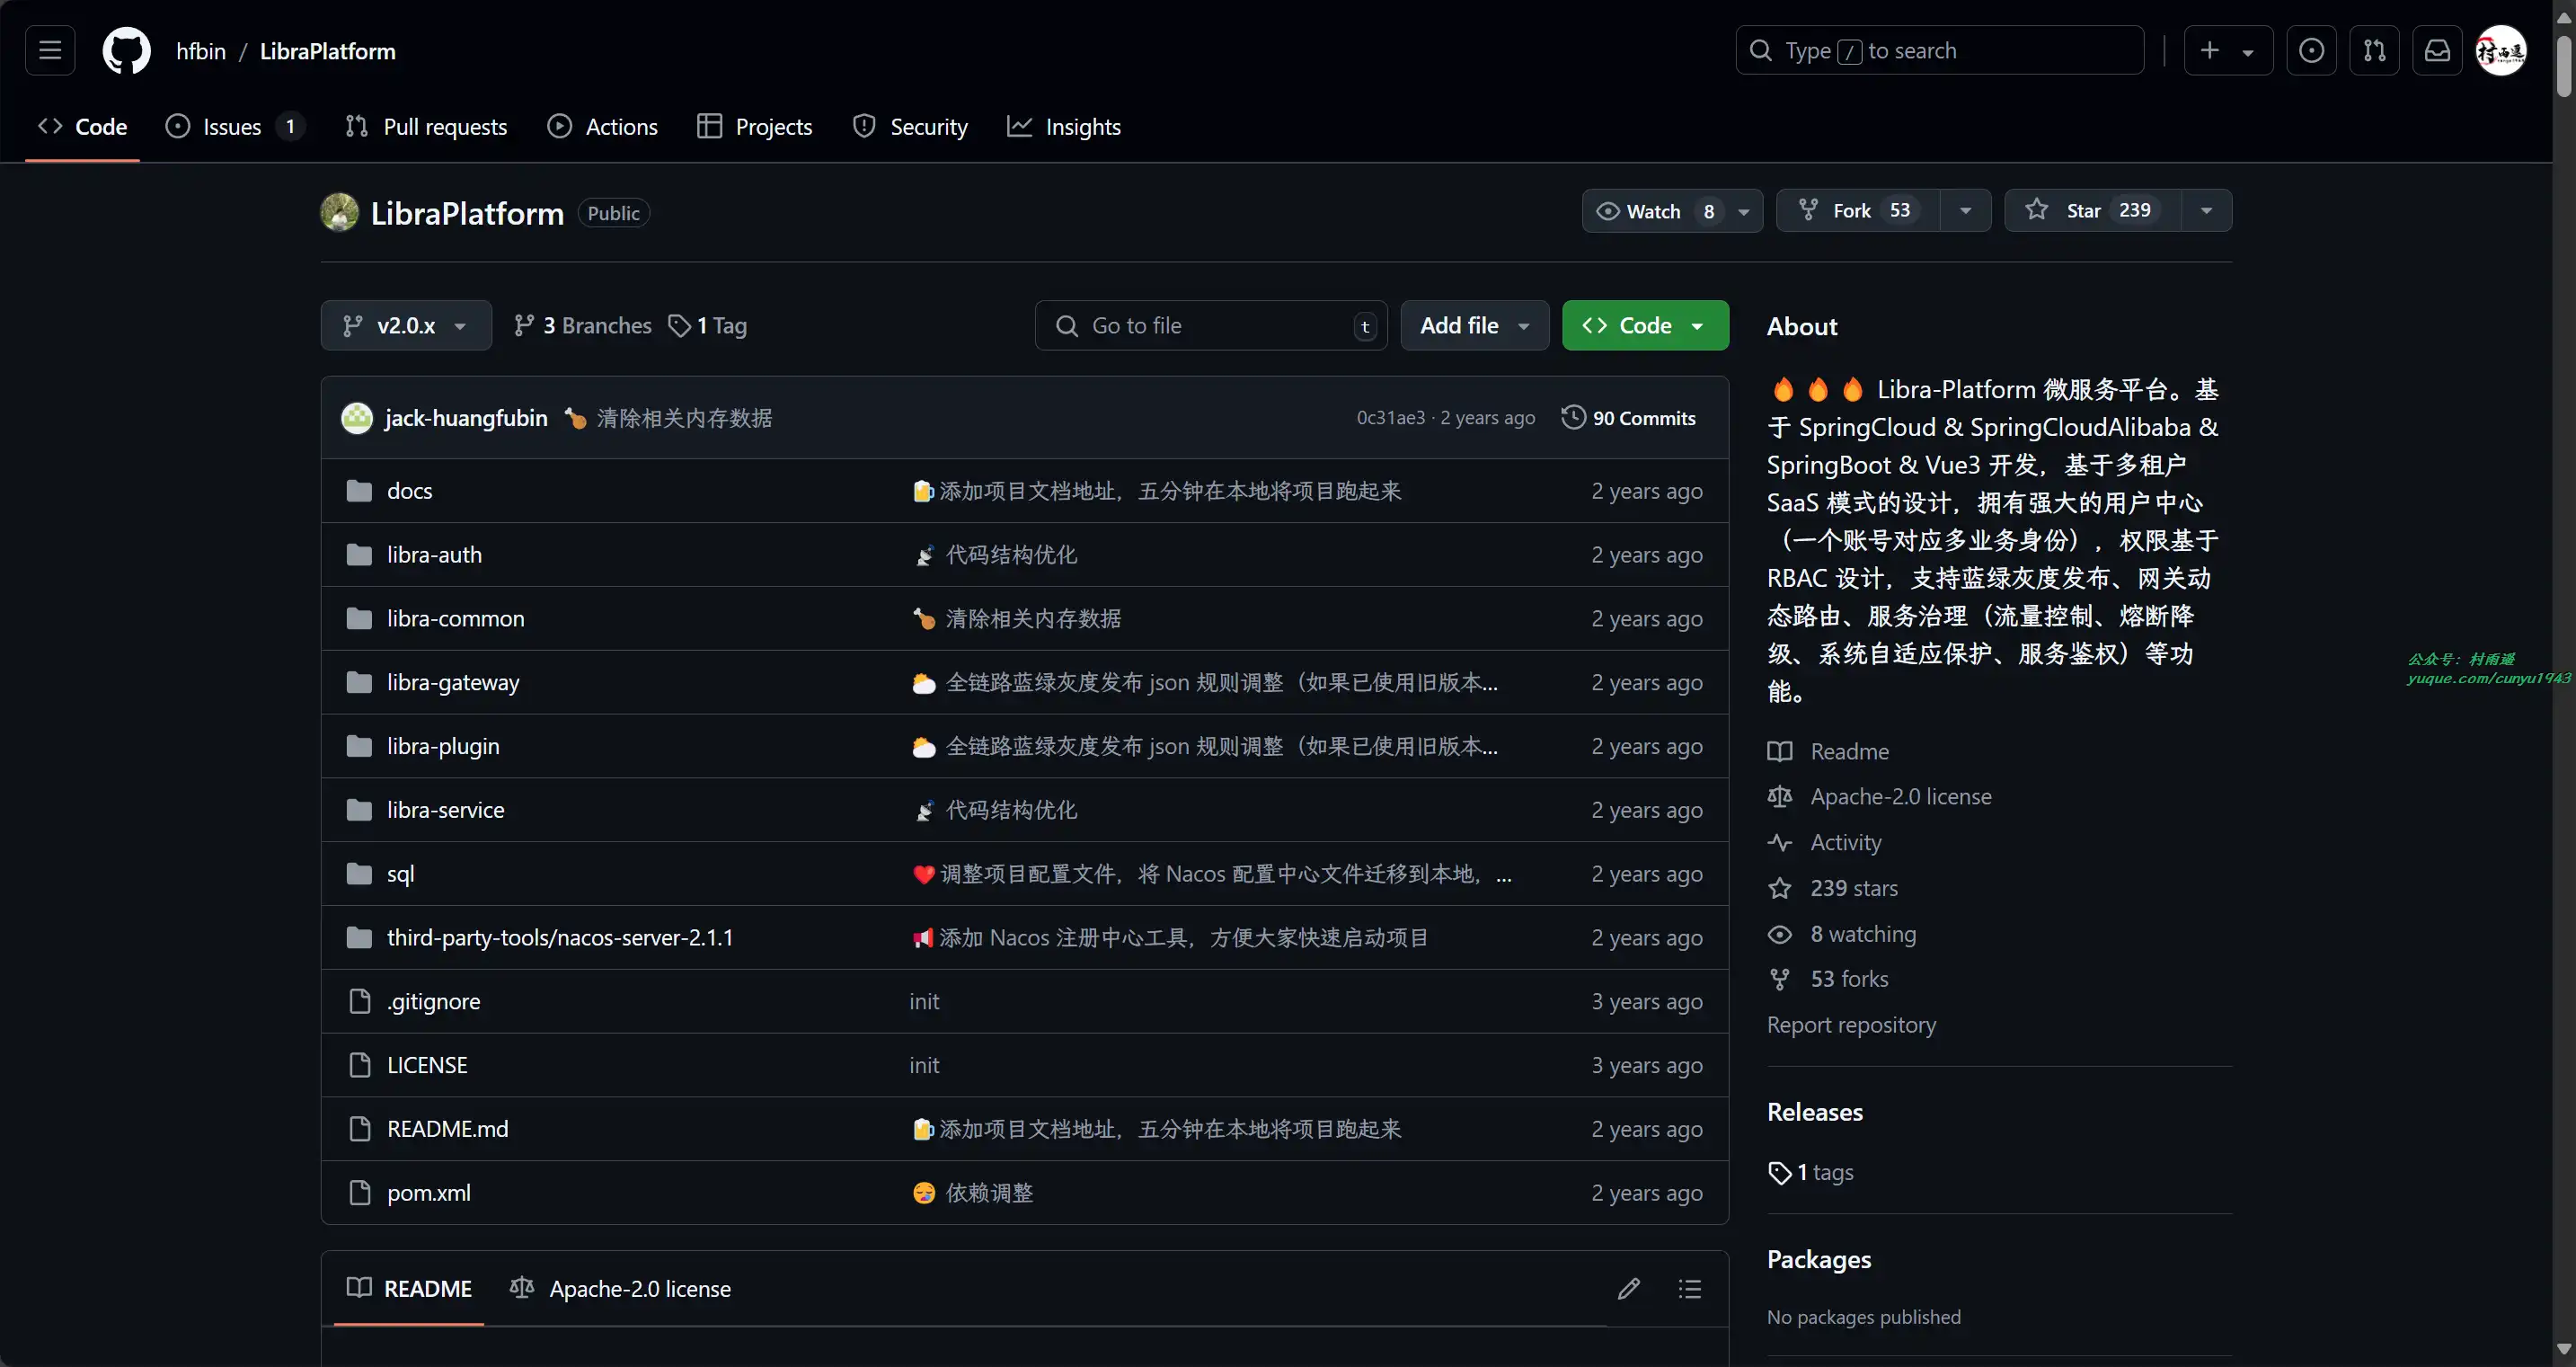 hfbin / LibraPlatform
Type / to search
Code
Issues 1
Pull requests
Actions
Projects
Security
Insights
LibraPlatform Public
Watch 8
Fork 53
Star 239
v2.0.x
3 Branches
1 Tag
Go to file t
Add file
Code
jack-huangfubin 🍗 清除相关内存数据 0c31ae3 · 2 years ago 90 Commits
docs 🍺添加项目文档地址，五分钟在本地将项目跑起来 2 years ago
libra-auth 📡 代码结构优化 2 years ago
libra-common 🍗 清除相关内存数据 2 years ago
libra-gateway 🌥 全链路蓝绿灰度发布 json 规则调整（如果已使用旧版本... 2 years ago
libra-plugin 🌥 全链路蓝绿灰度发布 json 规则调整（如果已使用旧版本... 2 years ago
libra-service 📡 代码结构优化 2 years ago
sql ❤️调整项目配置文件，将 Nacos 配置中心文件迁移到本地，... 2 years ago
third-party-tools/nacos-server-2.1.1 📢添加 Nacos 注册中心工具，方便大家快速启动项目 2 years ago
.gitignore init 3 years ago
LICENSE init 3 years ago
README.md 🍺添加项目文档地址，五分钟在本地将项目跑起来 2 years ago
pom.xml 😪 依赖调整 2 years ago
README
Apache-2.0 license
About
🔥 🔥 🔥 Libra-Platform 微服务平台。基
于 SpringCloud & SpringCloudAlibaba &
SpringBoot & Vue3 开发，基于多租户
SaaS 模式的设计，拥有强大的用户中心
（一个账号对应多业务身份），权限基于
RBAC 设计，支持蓝绿灰度发布、网关动
态路由、服务治理（流量控制、熔断降
级、系统自适应保护、服务鉴权）等功
能。
Readme
Apache-2.0 license
Activity
239 stars
8 watching
53 forks
Report repository
Releases
1 tags
Packages
No packages published
公众号：村雨遥
yuque.com/cunyu1943